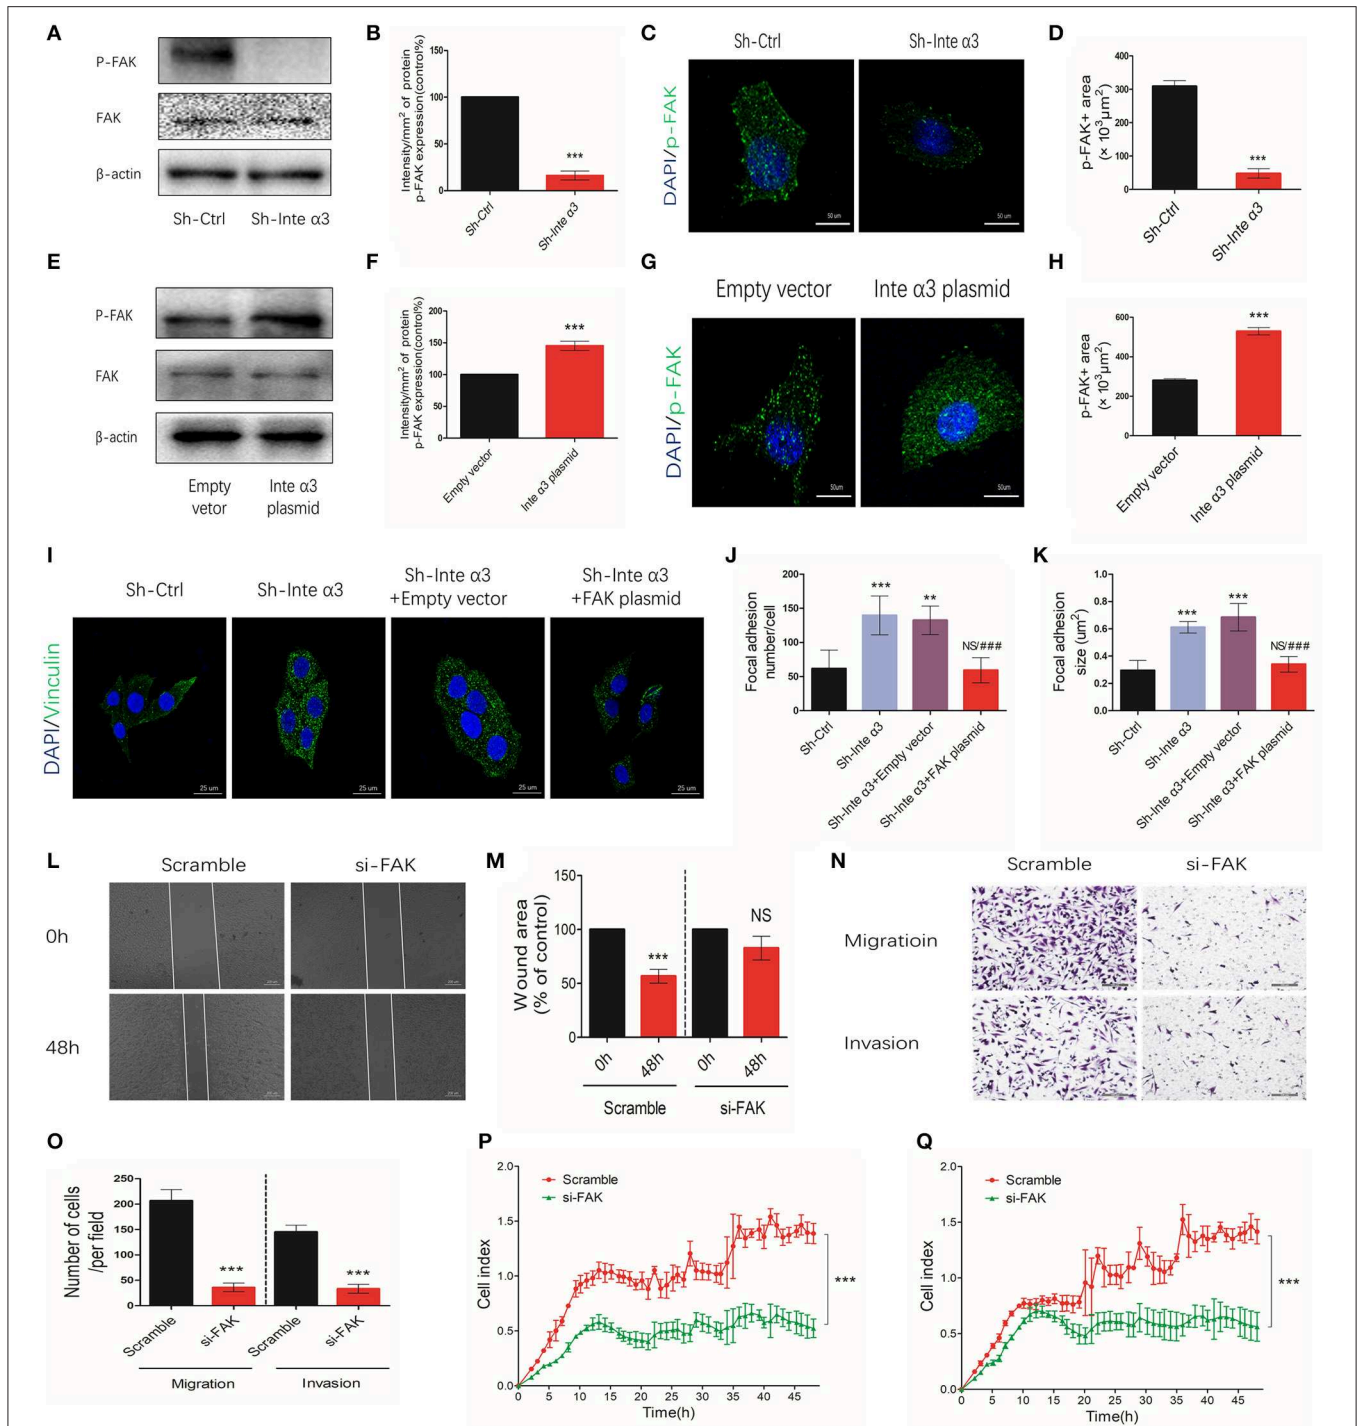 A
P-FAK
FAK
β-actin
Sh-Ctrl Sh-Inte α3
B
Intensity/mm² of protein
p-FAK expression(control%)
150
100
50
0
Sh-Ctrl
Sh-Inte α3
***
C
Sh-Ctrl Sh-Inte α3
DAPI/p-FAK
50 um
50 um
D
p-FAK+ area
(× 10³μm²)
400
300
200
100
0
Sh-Ctrl
Sh-Inte α3
***
E
P-FAK
FAK
β-actin
Empty
vetor
Inte α3
plasmid
F
Intensity/mm² of protein
p-FAK expression(control%)
200
150
100
50
0
Empty vector
Inte α3 plasmid
***
G
Empty vector Inte α3 plasmid
DAPI/p-FAK
50um
50um
H
p-FAK+ area
(× 10³μm²)
600
400
200
0
Empty vector
Inte α3 plasmid
***
I
Sh-Ctrl
Sh-Inte α3
Sh-Inte α3
+Empty vector
Sh-Inte α3
+FAK plasmid
DAPI/Vinculin
25 um
25 um
25 um
25 um
J
Focal adhesion
number/cell
200
150
100
50
0
***
**
NS/###
Sh-Ctrl
Sh-Inte α3
Sh-Inte α3+Empty vector
Sh-Inte α3+FAK plasmid
K
Focal adhesion
size (um²)
1.0
0.8
0.6
0.4
0.2
0.0
***
***
NS/###
Sh-Ctrl
Sh-Inte α3
Sh-Inte α3+Empty vector
Sh-Inte α3+FAK plasmid
L
Scramble si-FAK
0h
48h
M
Wound area
(% of control)
150
100
50
0
***
NS
0h 48h 0h 48h
Scramble si-FAK
N
Scramble si-FAK
Migratioin
Invasion
O
Number of cells
/per field
250
200
150
100
50
0
***
***
Scramble si-FAK Scramble si-FAK
Migration Invasion
P
Cell index
2.0
1.5
1.0
0.5
0.0
Scramble
si-FAK
***
0 5 10 15 20 25 30 35 40 45
Time(h)
Q
Cell index
2.0
1.5
1.0
0.5
0.0
Scramble
si-FAK
***
0 5 10 15 20 25 30 35 40 45
Time(h)